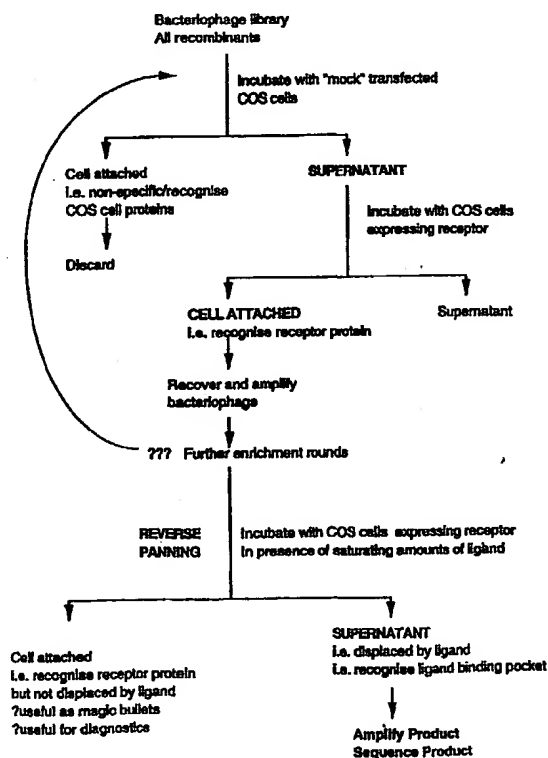 Bacteriophage library
All recombinants
Incubate with "mock" transfected
COS cells
Cell attached
i.e. non-specific/recognise
COS cell proteins
Discard
SUPERNATANT
Incubate with COS cells
expressing receptor
CELL ATTACHED
i.e. recognise receptor protein
Supernatant
Recover and amplify
bacteriophage
??? Further enrichment rounds
REVERSE
PANNING
Incubate with COS cells expressing receptor
in presence of saturating amounts of ligand
Cell attached
i.e. recognise receptor protein
but not displaced by ligand
?useful as magic bullets
?useful for diagnostics
SUPERNATANT
i.e. displaced by ligand
i.e. recognise ligand binding pocket
Amplify Product
Sequence Product